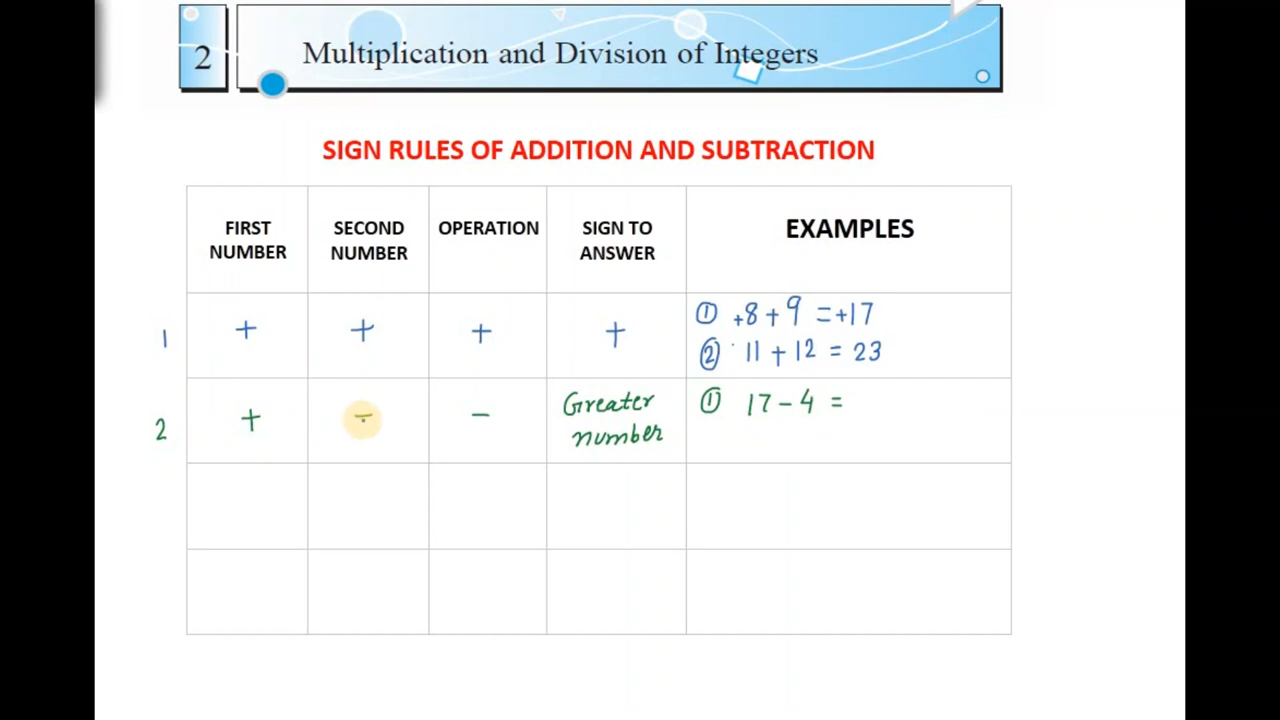 2
Multiplication and Division of Integers
SIGN RULES OF ADDITION AND SUBTRACTION
FIRST NUMBER
SECOND NUMBER
OPERATION
SIGN TO ANSWER
EXAMPLES
1 + + + + ① +8 + 9 = +17
② 11 + 12 = 23
2 + - - Greater number ① 17 - 4 =